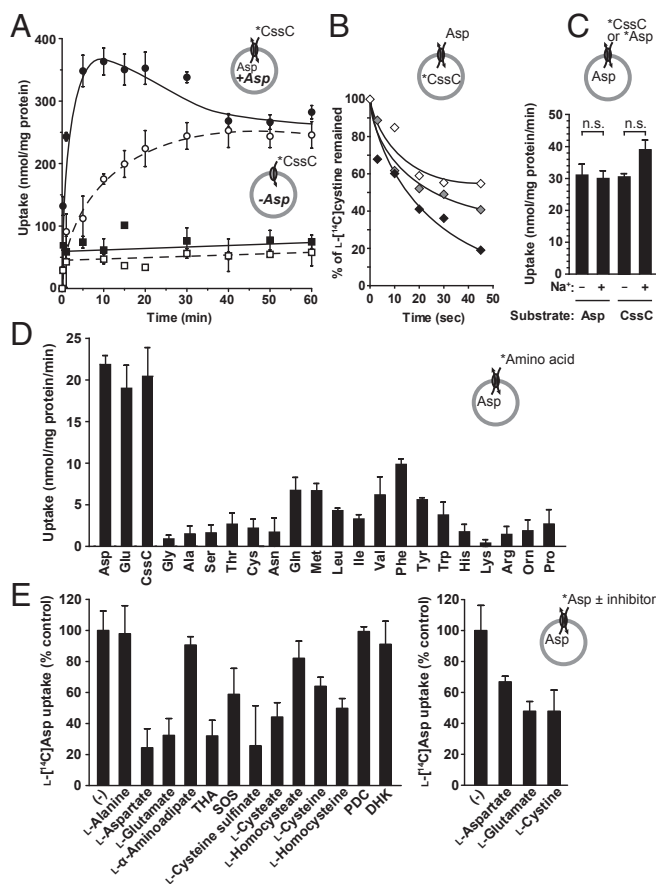 A
400
300
200
100
0
Uptake (nmol/mg protein)
0 10 20 30 40 50 60
Time (min)
*CssC
Asp
+Asp
*CssC
-Asp
B
Asp
*CssC
100
80
60
40
20
0
% of L-[14C]cystine remained
0 10 20 30 40 50
Time (sec)
C
*CssC
or *Asp
Asp
50
40
30
20
10
0
Uptake (nmol/mg protein/min)
n.s. n.s.
Na+: – + – +
Substrate: Asp CssC
D
*Amino acid
Asp
25
20
15
10
5
0
Uptake (nmol/mg protein/min)
Asp Glu CssC Gly Ala Ser Thr Cys Asn Gln Met Leu Ile Val Phe Tyr Trp His Lys Arg Orn Pro
E
120
100
80
60
40
20
0
L-[14C]Asp uptake (% control)
(-)
L-Alanine
L-Aspartate
L-Glutamate
L-α-Aminoadipate
THA
SOS
L-Cysteine sulfinate
L-Cysteate
L-Homocysteate
L-Cysteine
L-Homocysteine
PDC
DHK
*Asp ± inhibitor
Asp
120
100
80
60
40
20
0
L-[14C]Asp uptake (% control)
(-)
L-Aspartate
L-Glutamate
L-Cystine